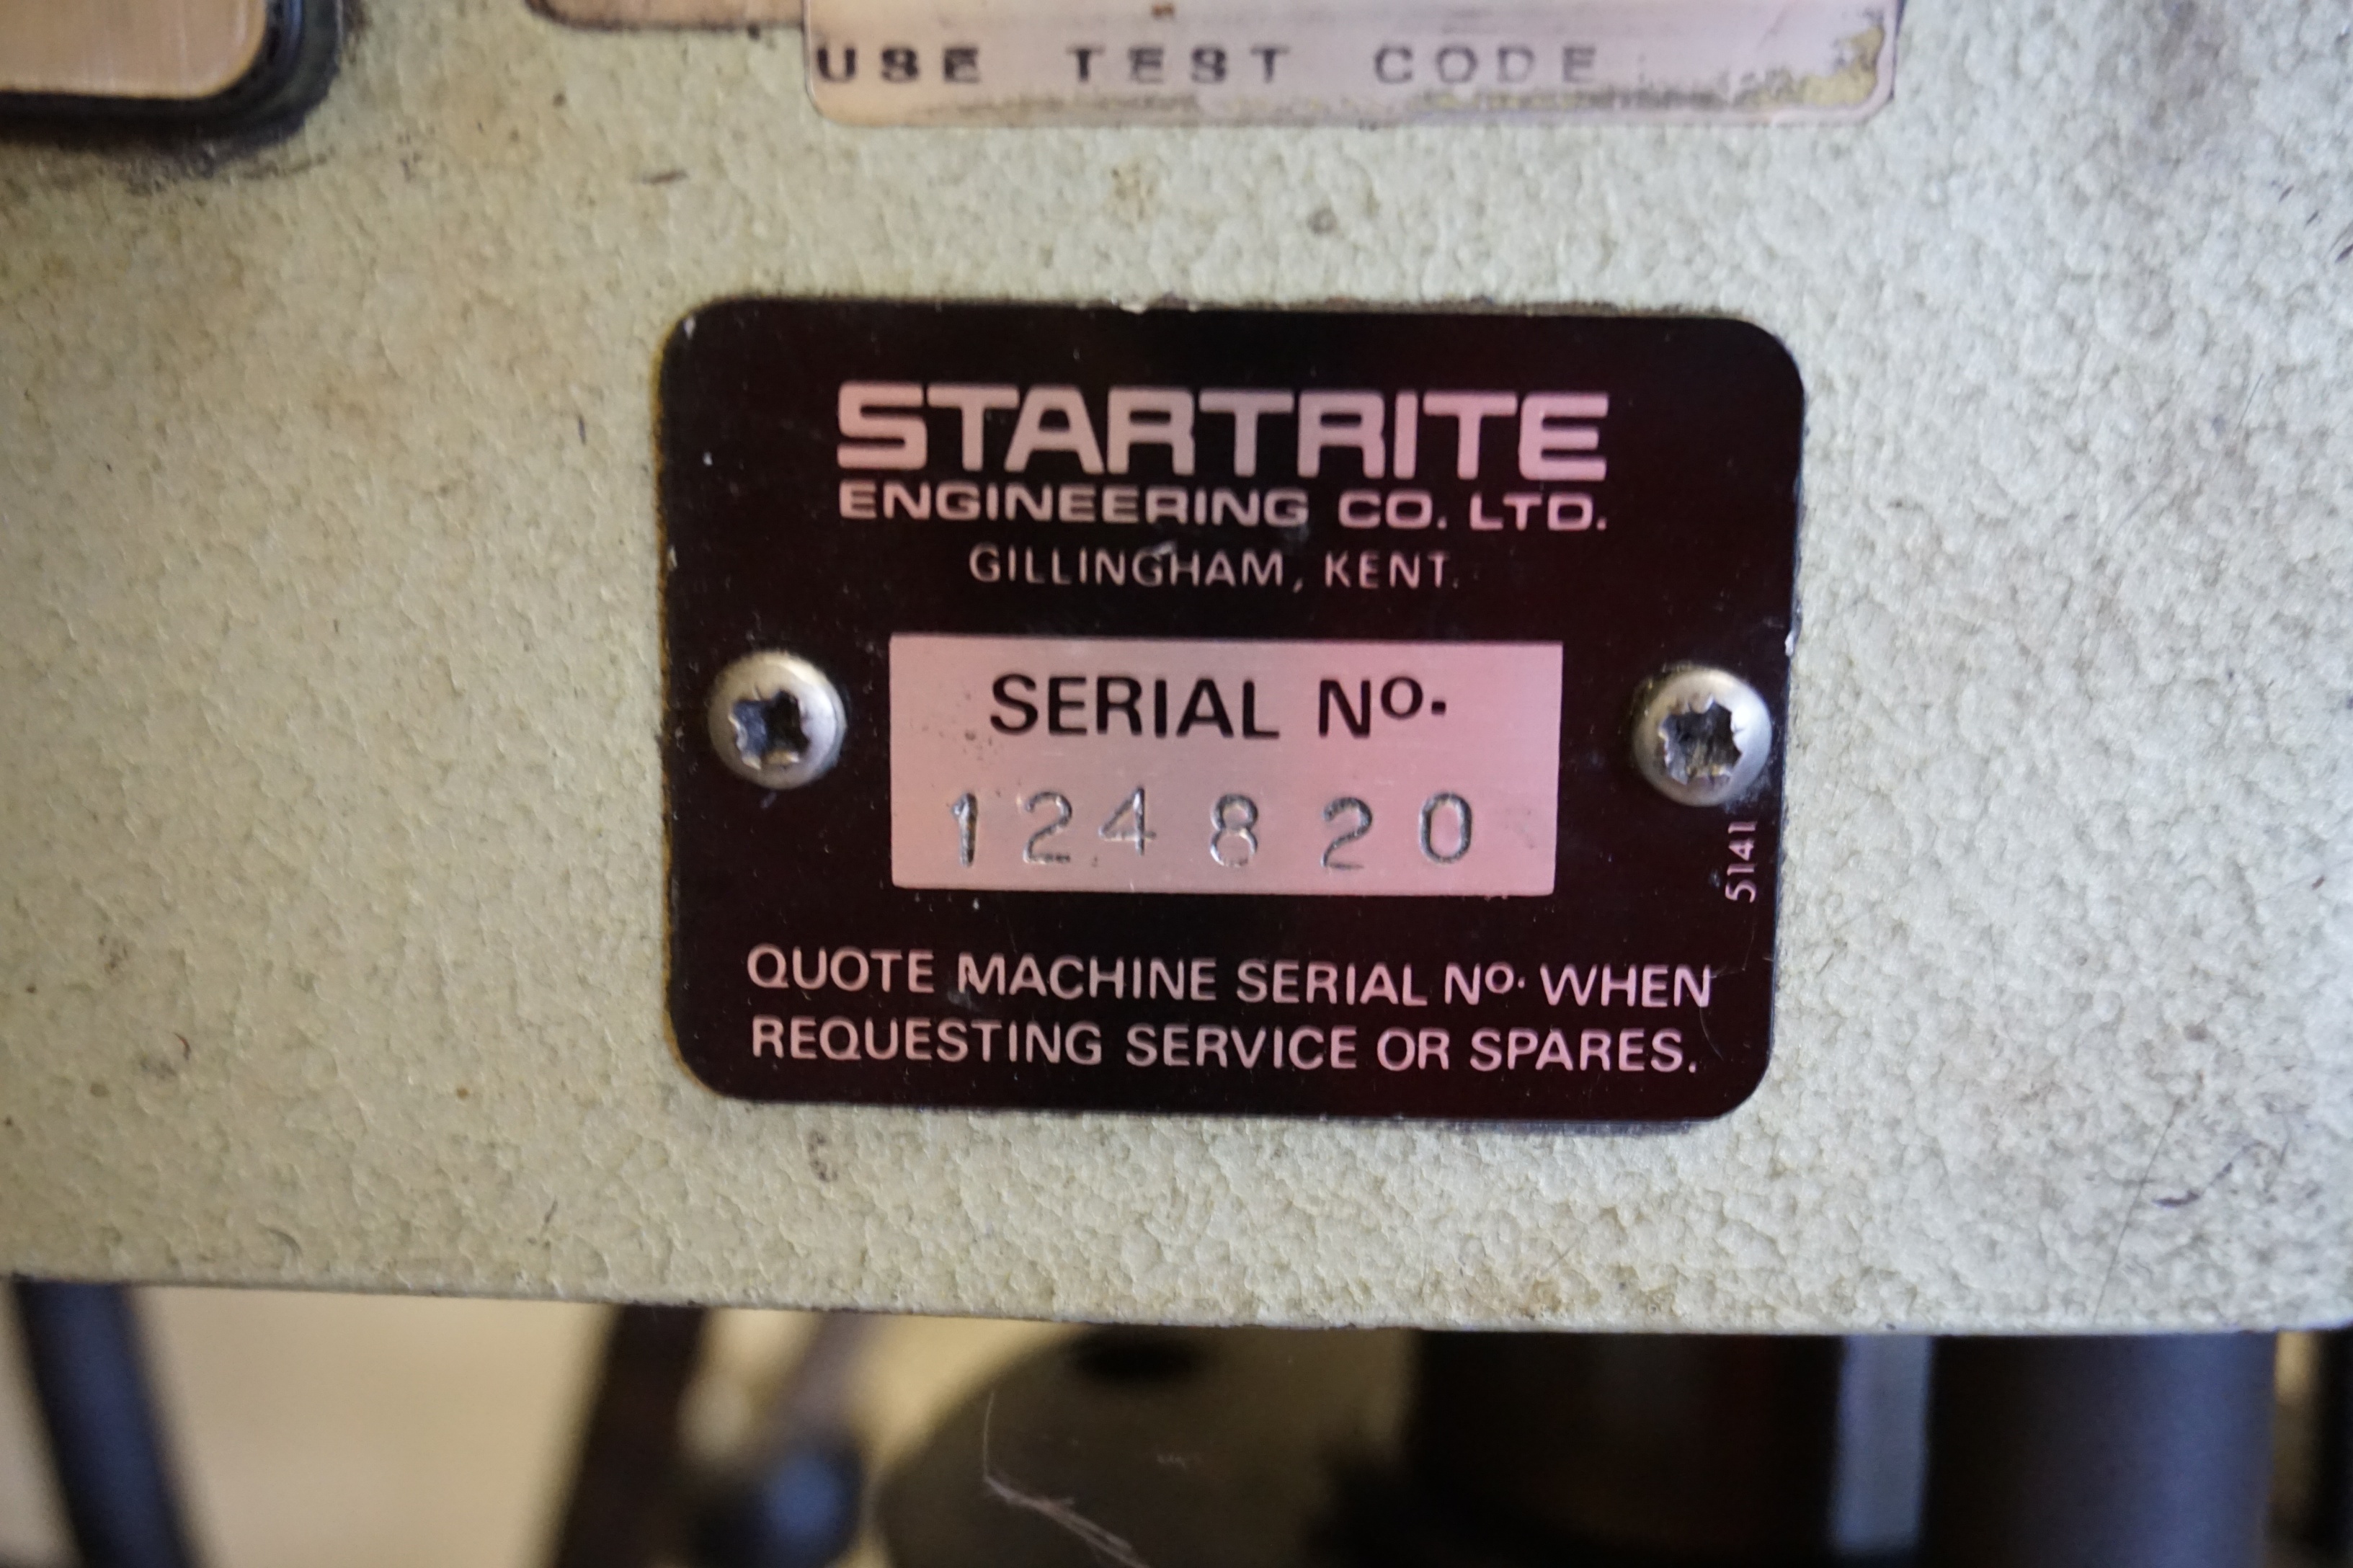 USE TEST CODE
STARTRITE
ENGINEERING CO. LTD.
GILLINGHAM, KENT.
SERIAL Nº.
124820
5141
QUOTE MACHINE SERIAL Nº. WHEN
REQUESTING SERVICE OR SPARES.